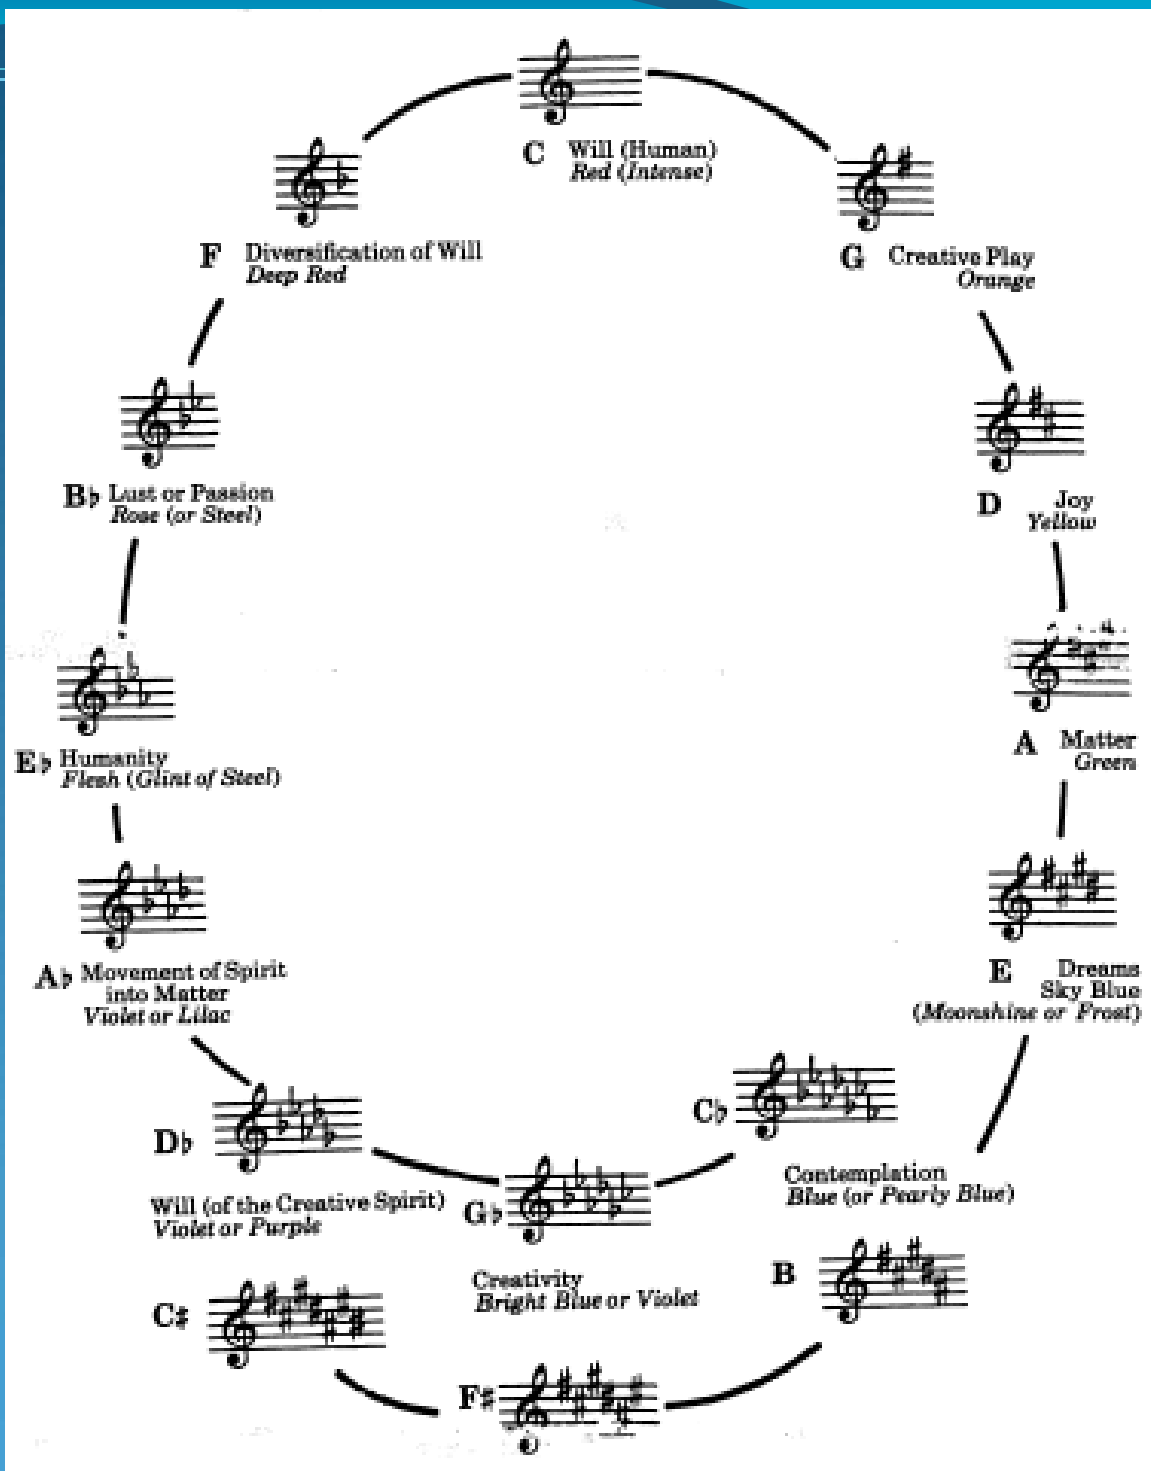 C Will (Human)
Red (Intense)
F Diversification of Will
Deep Red
G Creative Play
Orange
B♭ Lust or Passion
Rose (or Steel)
D Joy
Yellow
E♭ Humanity
Flesh (Glint of Steel)
A Matter
Green
A♭ Movement of Spirit
into Matter
Violet or Lilac
E Dreams
Sky Blue
(Moonshine or Frost)
D♭
Will (of the Creative Spirit)
Violet or Purple
C♯
G♭
Creativity
Bright Blue or Violet
F♯
C♭
Contemplation
Blue (or Pearly Blue)
B